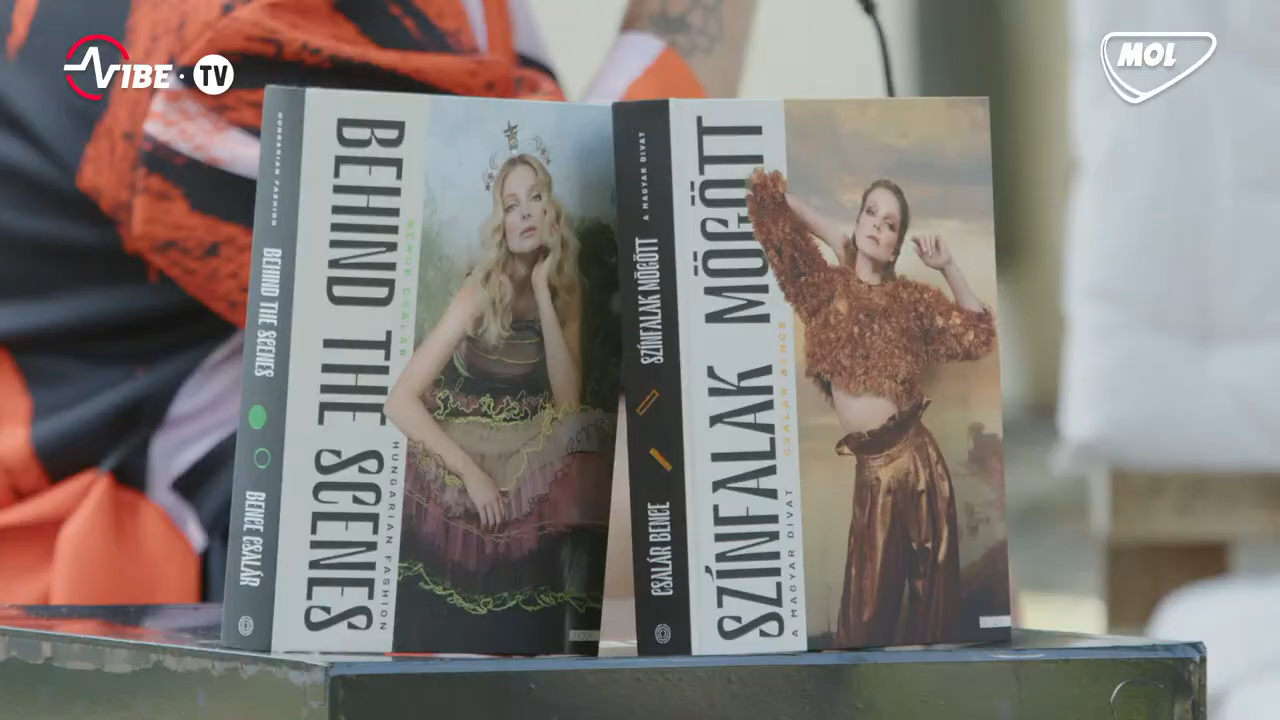 VIBE · TV
MOL
HUNGARIAN FASHION
BEHIND THE SCENES
BENCE CSALÁR
BEHIND THE SCENES
BENCE CSALÁR
HUNGARIAN FASHION
A MAGYAR DIVAT
SZÍNFALAK MÖGÖTT
CSALÁR BENCE
SZÍNFALAK MÖGÖTT
CSALÁR BENCE
A MAGYAR DIVAT